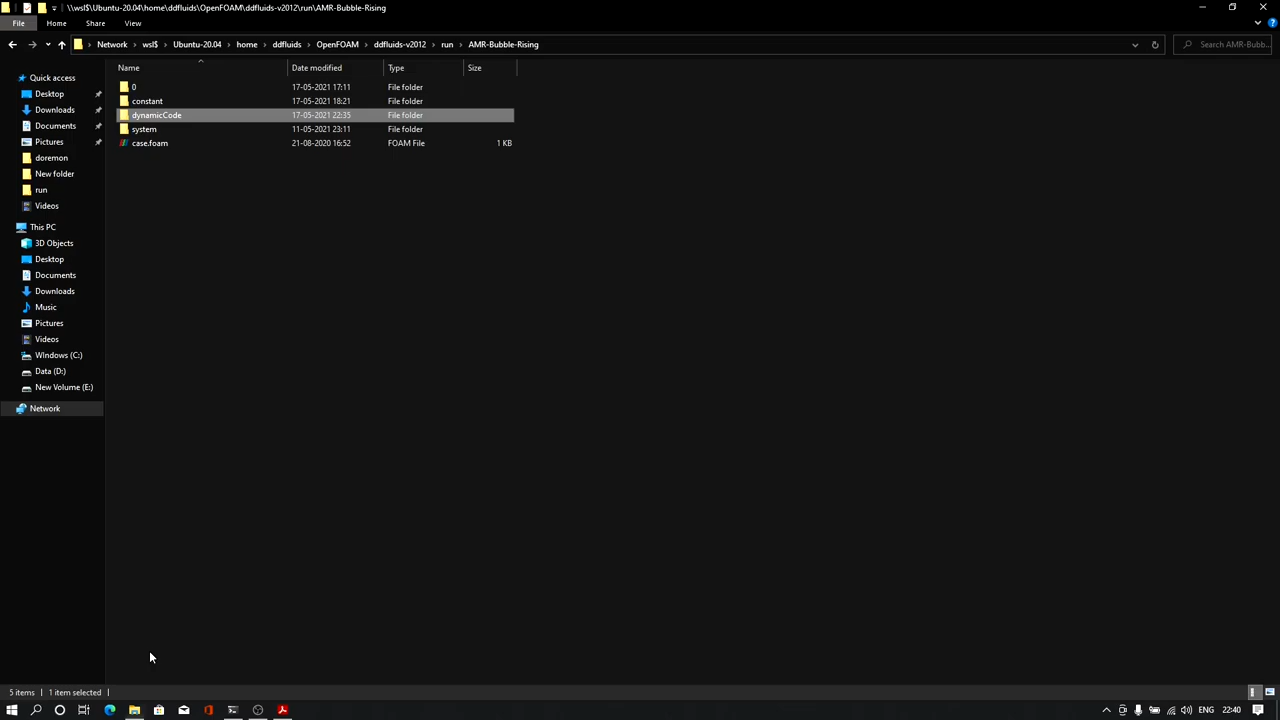 \\wsl$\Ubuntu-20.04\home\ddfluids\OpenFOAM\ddfluids-v2012\run\AMR-Bubble-Rising
File Home Share View
Network wsl$ Ubuntu-20.04 home ddfluids OpenFOAM ddfluids-v2012 run AMR-Bubble-Rising Search AMR-Bubb...
Name Date modified Type Size
0 17-05-2021 17:11 File folder
constant 17-05-2021 18:21 File folder
dynamicCode 17-05-2021 22:35 File folder
system 11-05-2021 23:11 File folder
case.foam 21-08-2020 16:52 FOAM File 1 KB
Quick access
Desktop
Downloads
Documents
Pictures
doremon
New folder
run
Videos
This PC
3D Objects
Desktop
Documents
Downloads
Music
Pictures
Videos
Windows (C:)
Data (D:)
New Volume (E:)
Network
5 items 1 item selected
ENG 22:40